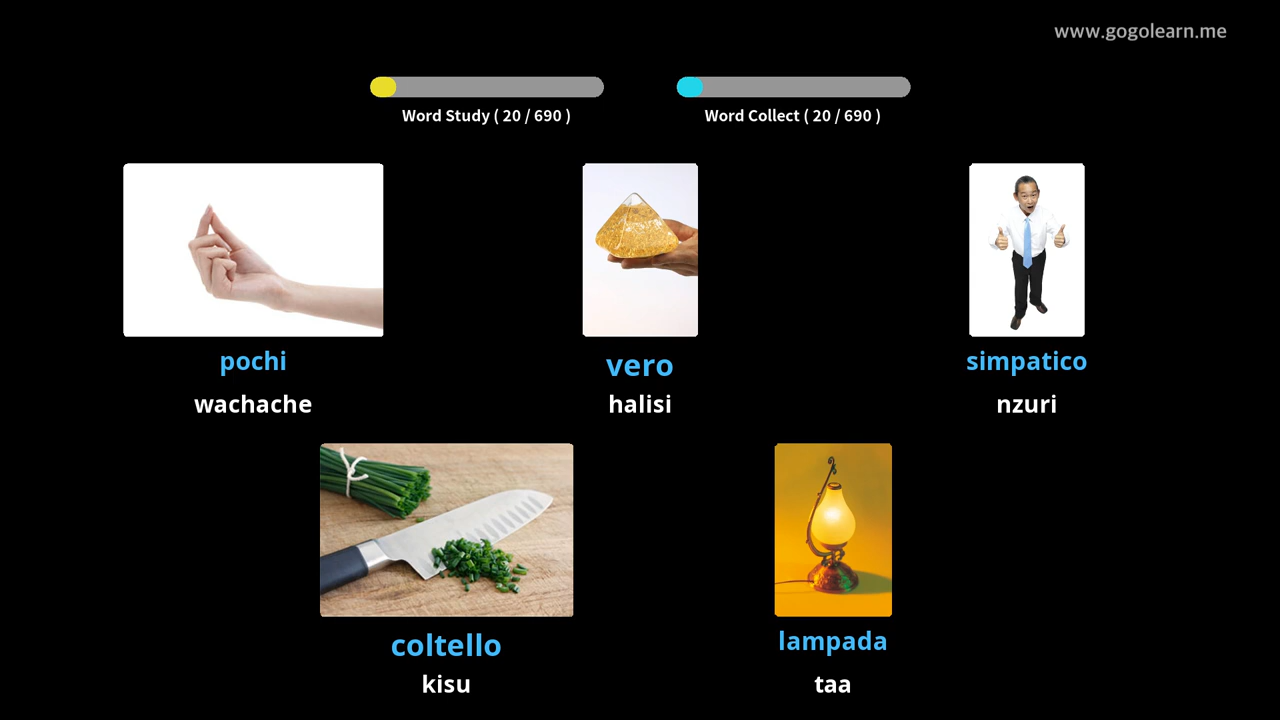 www.gogolearn.me
Word Study ( 20 / 690 )
Word Collect ( 20 / 690 )
pochi
wachache
vero
halisi
simpatico
nzuri
coltello
kisu
lampada
taa